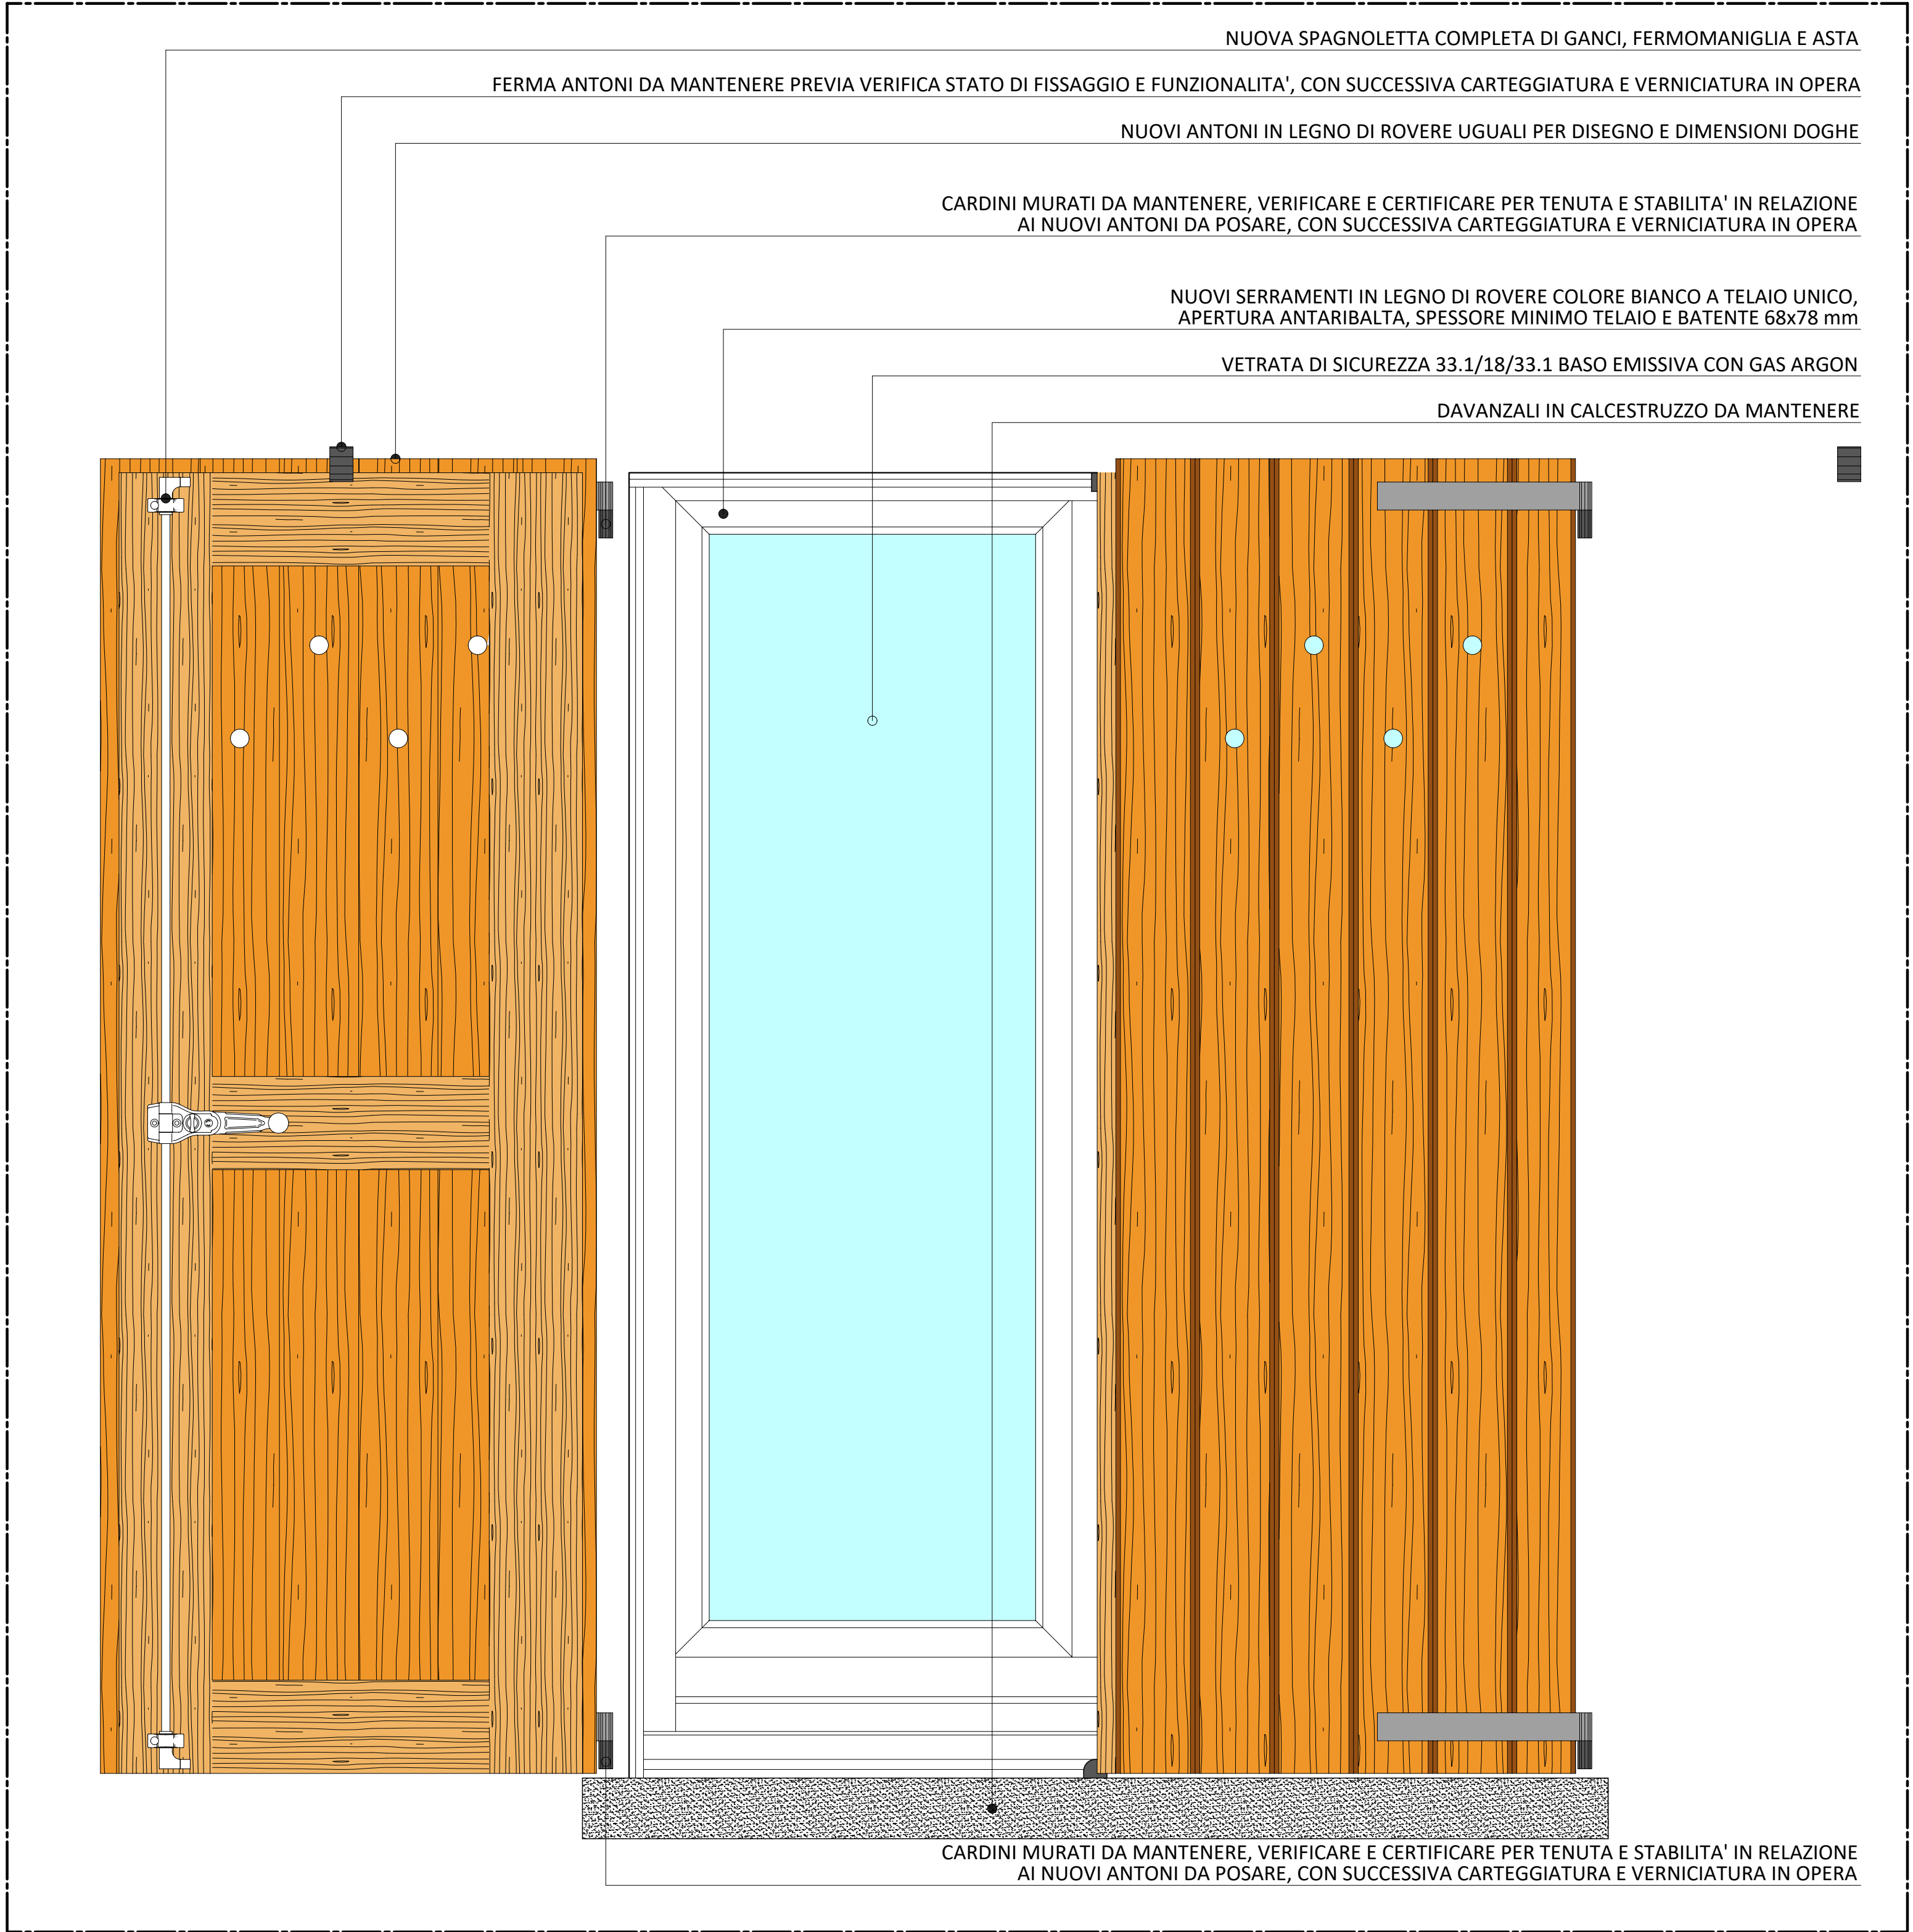 NUOVA SPAGNOLETTA COMPLETA DI GANCI, FERMOMANIGLIA E ASTA
FERMA ANTONI DA MANTENERE PREVIA VERIFICA STATO DI FISSAGGIO E FUNZIONALITA', CON SUCCESSIVA CARTEGGIATURA E VERNICIATURA IN OPERA
NUOVI ANTONI IN LEGNO DI ROVERE UGUALI PER DISEGNO E DIMENSIONI DOGHE
CARDINI MURATI DA MANTENERE, VERIFICARE E CERTIFICARE PER TENUTA E STABILITA' IN RELAZIONE
AI NUOVI ANTONI DA POSARE, CON SUCCESSIVA CARTEGGIATURA E VERNICIATURA IN OPERA
NUOVI SERRAMENTI IN LEGNO DI ROVERE COLORE BIANCO A TELAIO UNICO,
APERTURA ANTARIBALTA, SPESSORE MINIMO TELAIO E BATENTE 68x78 mm
VETRATA DI SICUREZZA 33.1/18/33.1 BASO EMISSIVA CON GAS ARGON
DAVANZALI IN CALCESTRUZZO DA MANTENERE
CARDINI MURATI DA MANTENERE, VERIFICARE E CERTIFICARE PER TENUTA E STABILITA' IN RELAZIONE
AI NUOVI ANTONI DA POSARE, CON SUCCESSIVA CARTEGGIATURA E VERNICIATURA IN OPERA